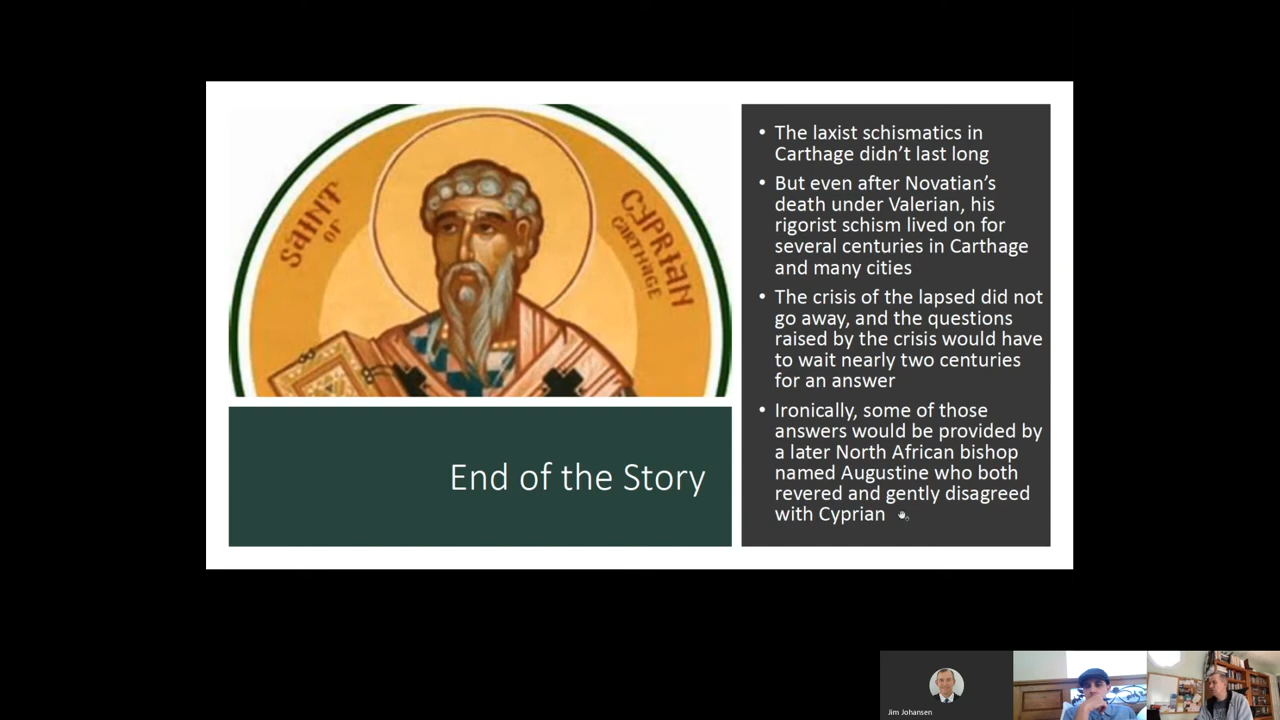 SAINT
OF
CYPRIAN
CARTHAGE
End of the Story
• The laxist schismatics in
Carthage didn’t last long
• But even after Novatian’s
death under Valerian, his
rigorist schism lived on for
several centuries in Carthage
and many cities
• The crisis of the lapsed did not
go away, and the questions
raised by the crisis would have
to wait nearly two centuries
for an answer
• Ironically, some of those
answers would be provided by
a later North African bishop
named Augustine who both
revered and gently disagreed
with Cyprian
Jim Johansen